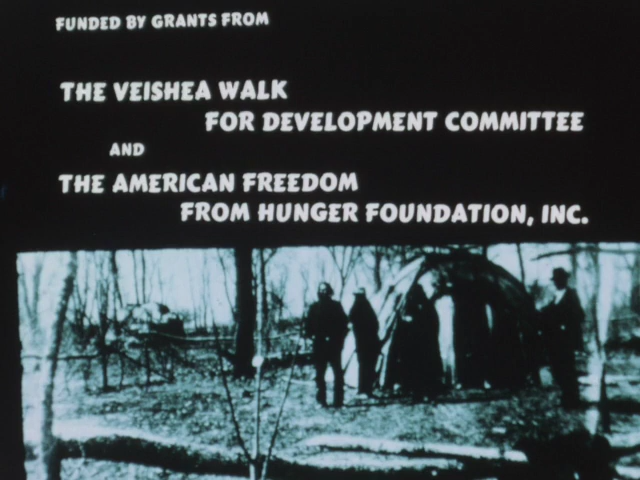 FUNDED BY GRANTS FROM
THE VEISHEA WALK
FOR DEVELOPMENT COMMITTEE
AND
THE AMERICAN FREEDOM
FROM HUNGER FOUNDATION, INC.